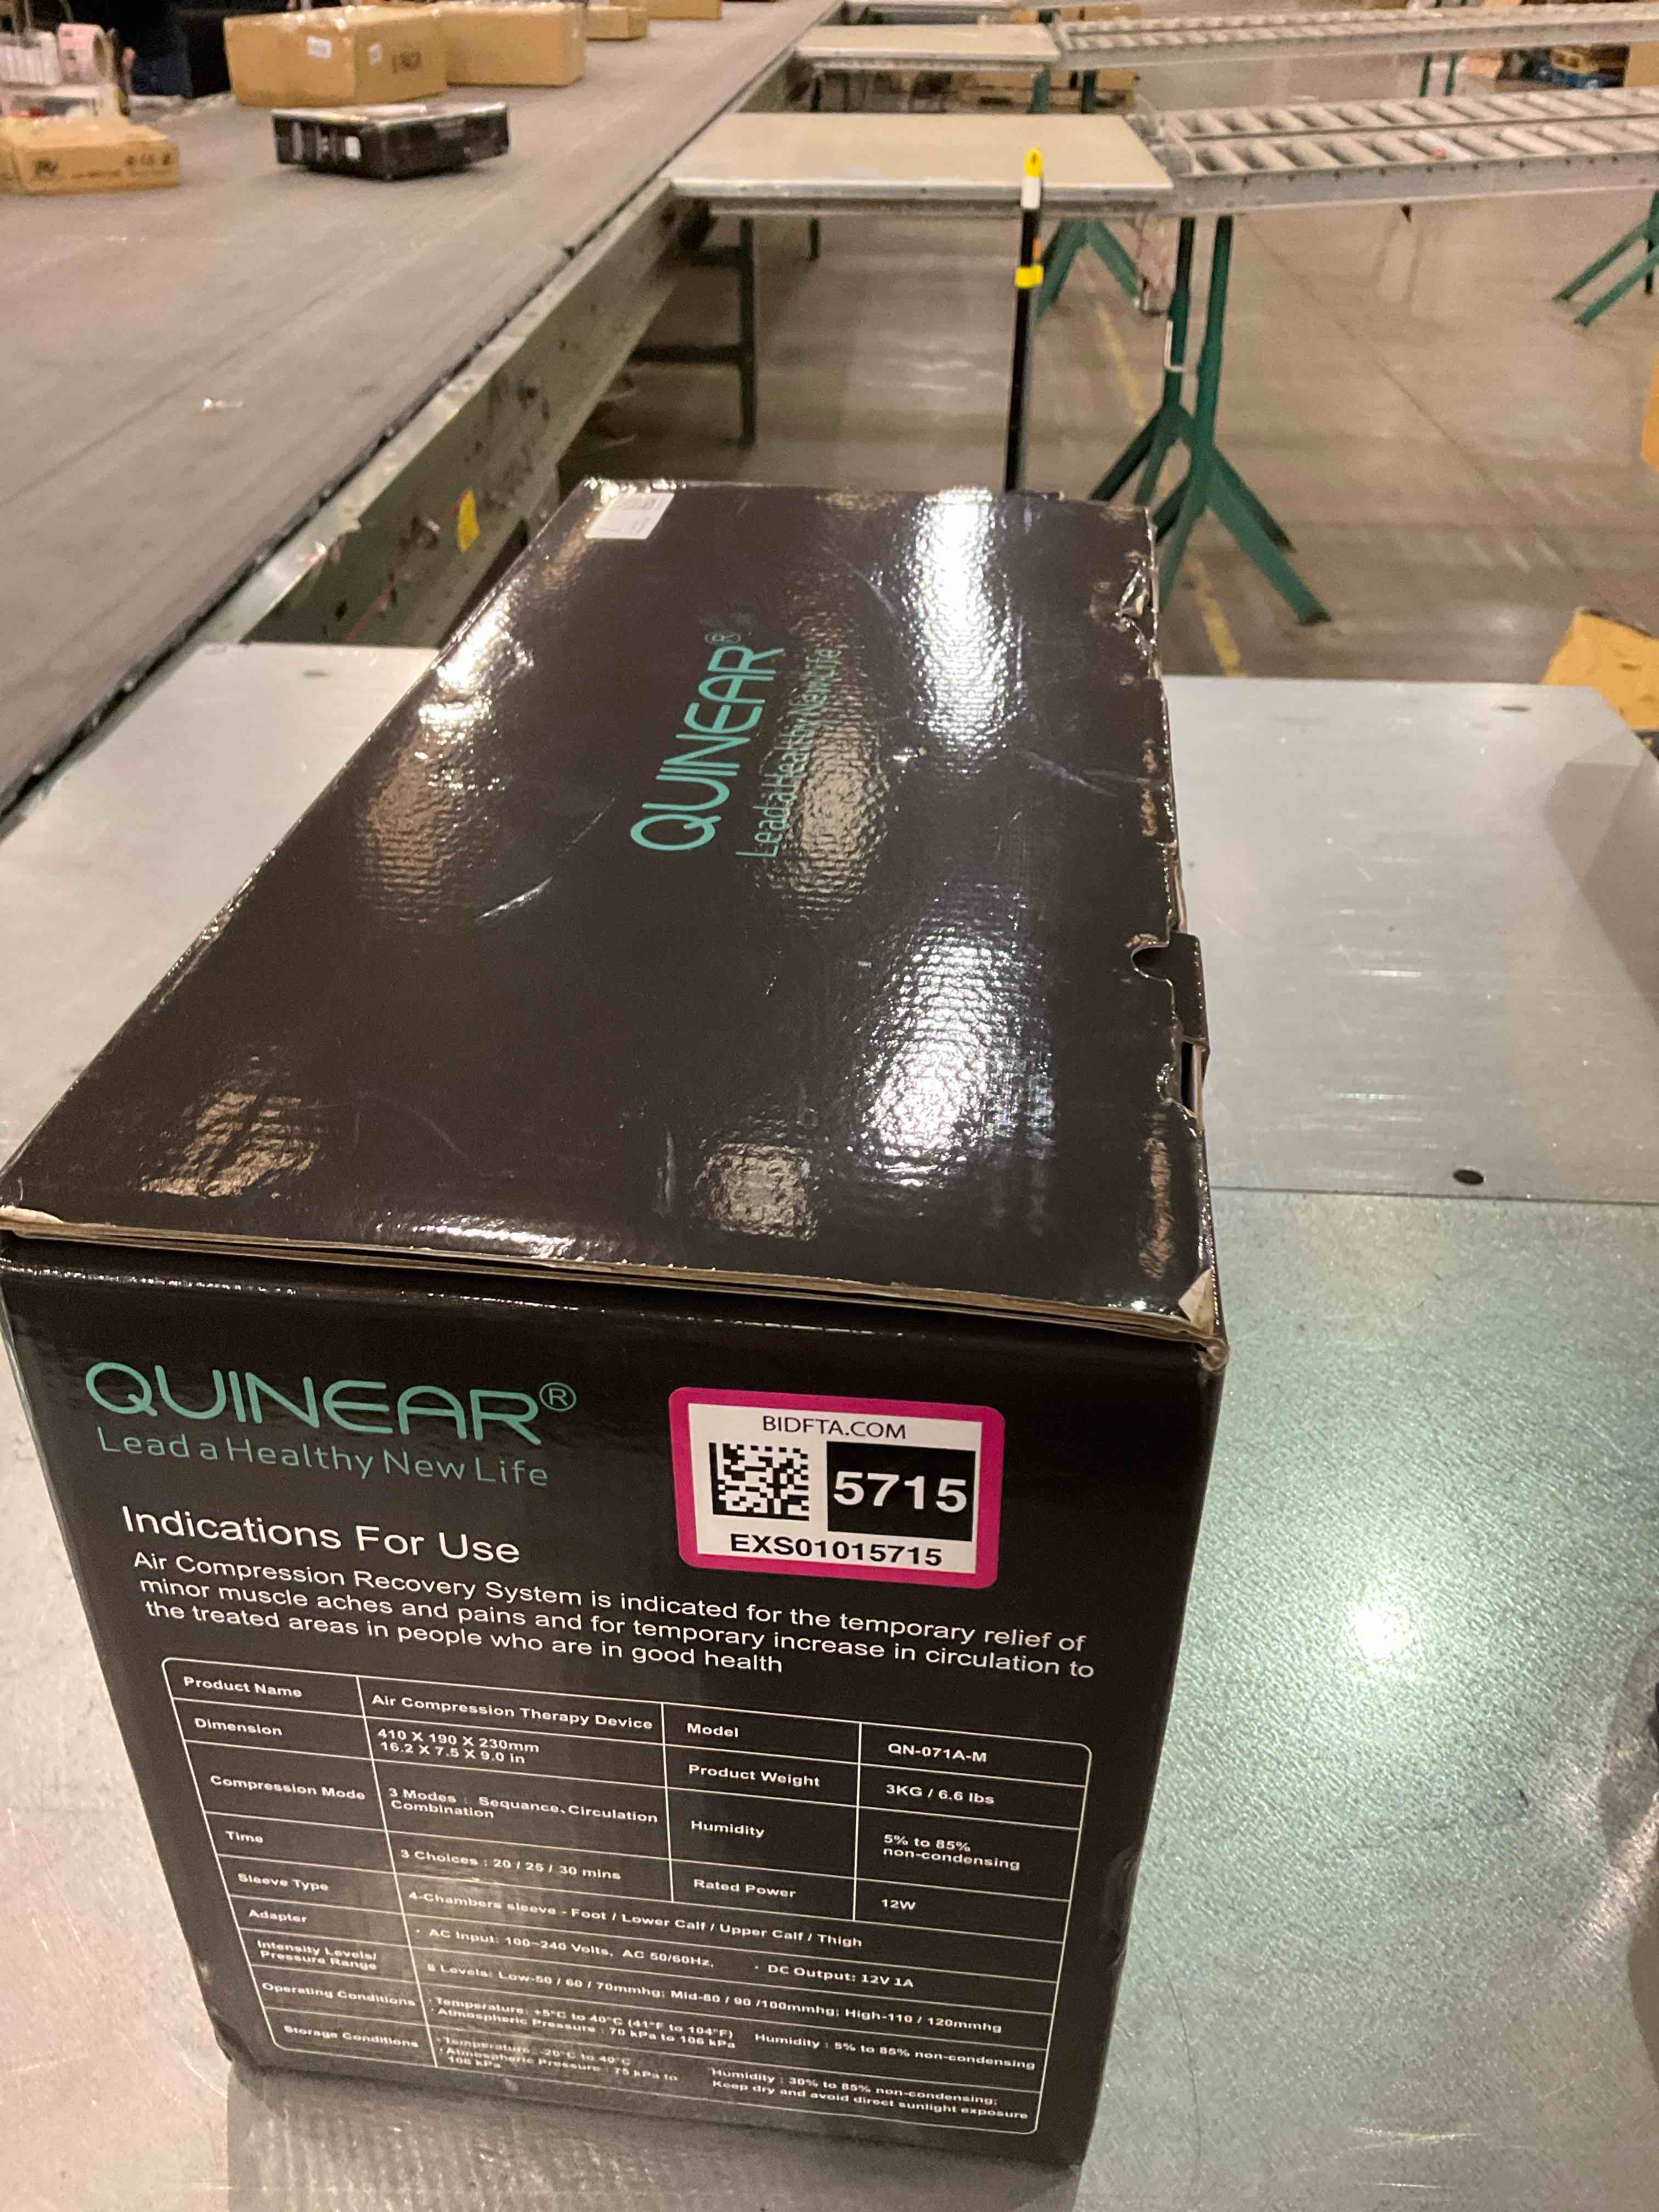 QUINEAR®
Lead a Healthy New Life
QUINEAR®
Lead a Healthy New Life
BIDFTA.COM
5715
EXS01015715
Indications For Use
Air Compression Recovery System is indicated for the temporary relief of
minor muscle aches and pains and for temporary increase in circulation to
the treated areas in people who are in good health
Product Name
Air Compression Therapy Device
Model
QN-071A-M
Dimension
410 X 190 X 230mm
16.2 X 7.5 X 9.0 in
Product Weight
3KG / 6.6 lbs
Compression Mode
3 Modes : Sequance、Circulation
Combination
Humidity
5% to 85%
non-condensing
Time
3 Choices : 20 / 25 / 30 mins
Rated Power
12W
Sleeve Type
4-Chambers sleeve - Foot / Lower Calf / Upper Calf / Thigh
Adapter
· AC Input: 100~240 Volts, AC 50/60Hz,
· DC Output: 12V 1A
Intensity Levels/
Pressure Range
8 Levels: Low-50 / 60 / 70mmhg; Mid-80 / 90 /100mmhg; High-110 / 120mmhg
Operating Conditions
· Temperature: +5°C to 40°C (41°F to 104°F)
· Atmospheric Pressure : 70 kPa to 106 kPa
Humidity : 5% to 85% non-condensing
Storage Conditions
· Temperature: -20°C to 40°C
· Atmospheric Pressure : 75 kPa to
106 kPa
· Humidity : 30% to 85% non-condensing;
Keep dry and avoid direct sunlight exposure